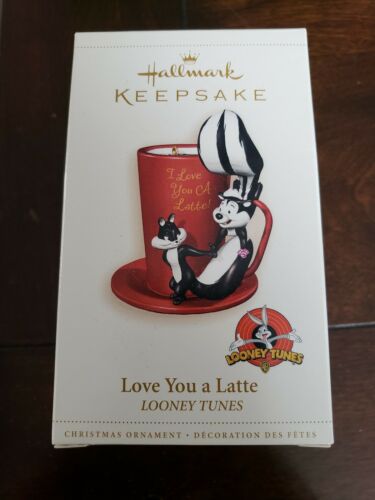 Hallmark
KEEPSAKE
I Love
You A
Latte!
LOONEY TUNES
Love You a Latte
LOONEY TUNES
CHRISTMAS ORNAMENT • DÉCORATION DES FÊTES